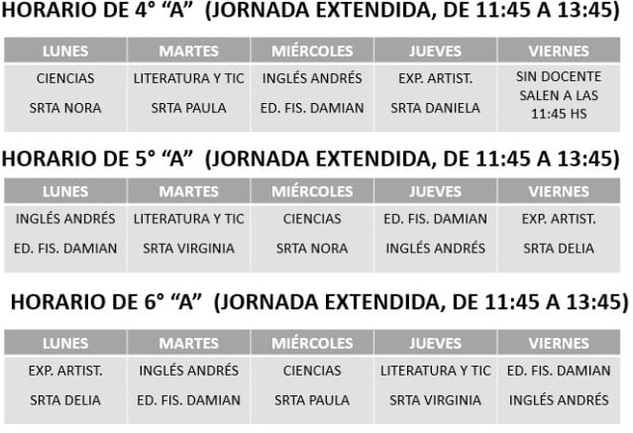 HORARIO DE 4° “A” (JORNADA EXTENDIDA, DE 11:45 A 13:45)
LUNES MARTES MIÉRCOLES JUEVES VIERNES
CIENCIAS LITERATURA Y TIC INGLÉS ANDRÉS EXP. ARTIST. SIN DOCENTE
SALEN A LAS
SRTA NORA SRTA PAULA ED. FIS. DAMIAN SRTA DANIELA 11:45 HS
HORARIO DE 5° “A” (JORNADA EXTENDIDA, DE 11:45 A 13:45)
LUNES MARTES MIÉRCOLES JUEVES VIERNES
INGLÉS ANDRÉS LITERATURA Y TIC CIENCIAS ED. FIS. DAMIAN EXP. ARTIST.
ED. FIS. DAMIAN SRTA VIRGINIA SRTA NORA INGLÉS ANDRÉS SRTA DELIA
HORARIO DE 6° “A” (JORNADA EXTENDIDA, DE 11:45 A 13:45)
LUNES MARTES MIÉRCOLES JUEVES VIERNES
EXP. ARTIST. INGLÉS ANDRÉS CIENCIAS LITERATURA Y TIC ED. FIS. DAMIAN
SRTA DELIA ED. FIS. DAMIAN SRTA PAULA SRTA VIRGINIA INGLÉS ANDRÉS